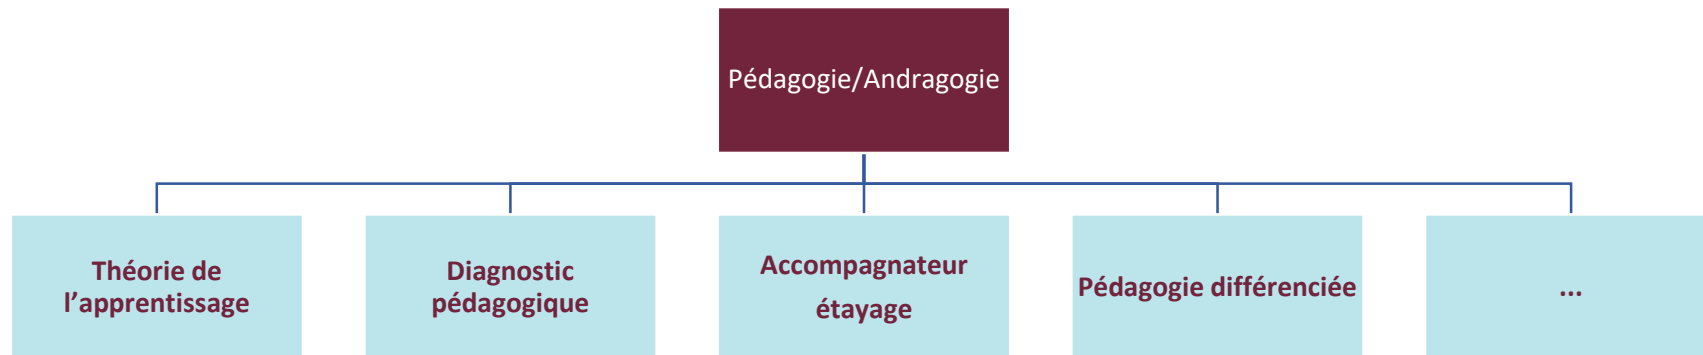 Pédagogie/Andragogie
Théorie de
l’apprentissage
Diagnostic
pédagogique
Accompagnateur
étayage
Pédagogie différenciée
...